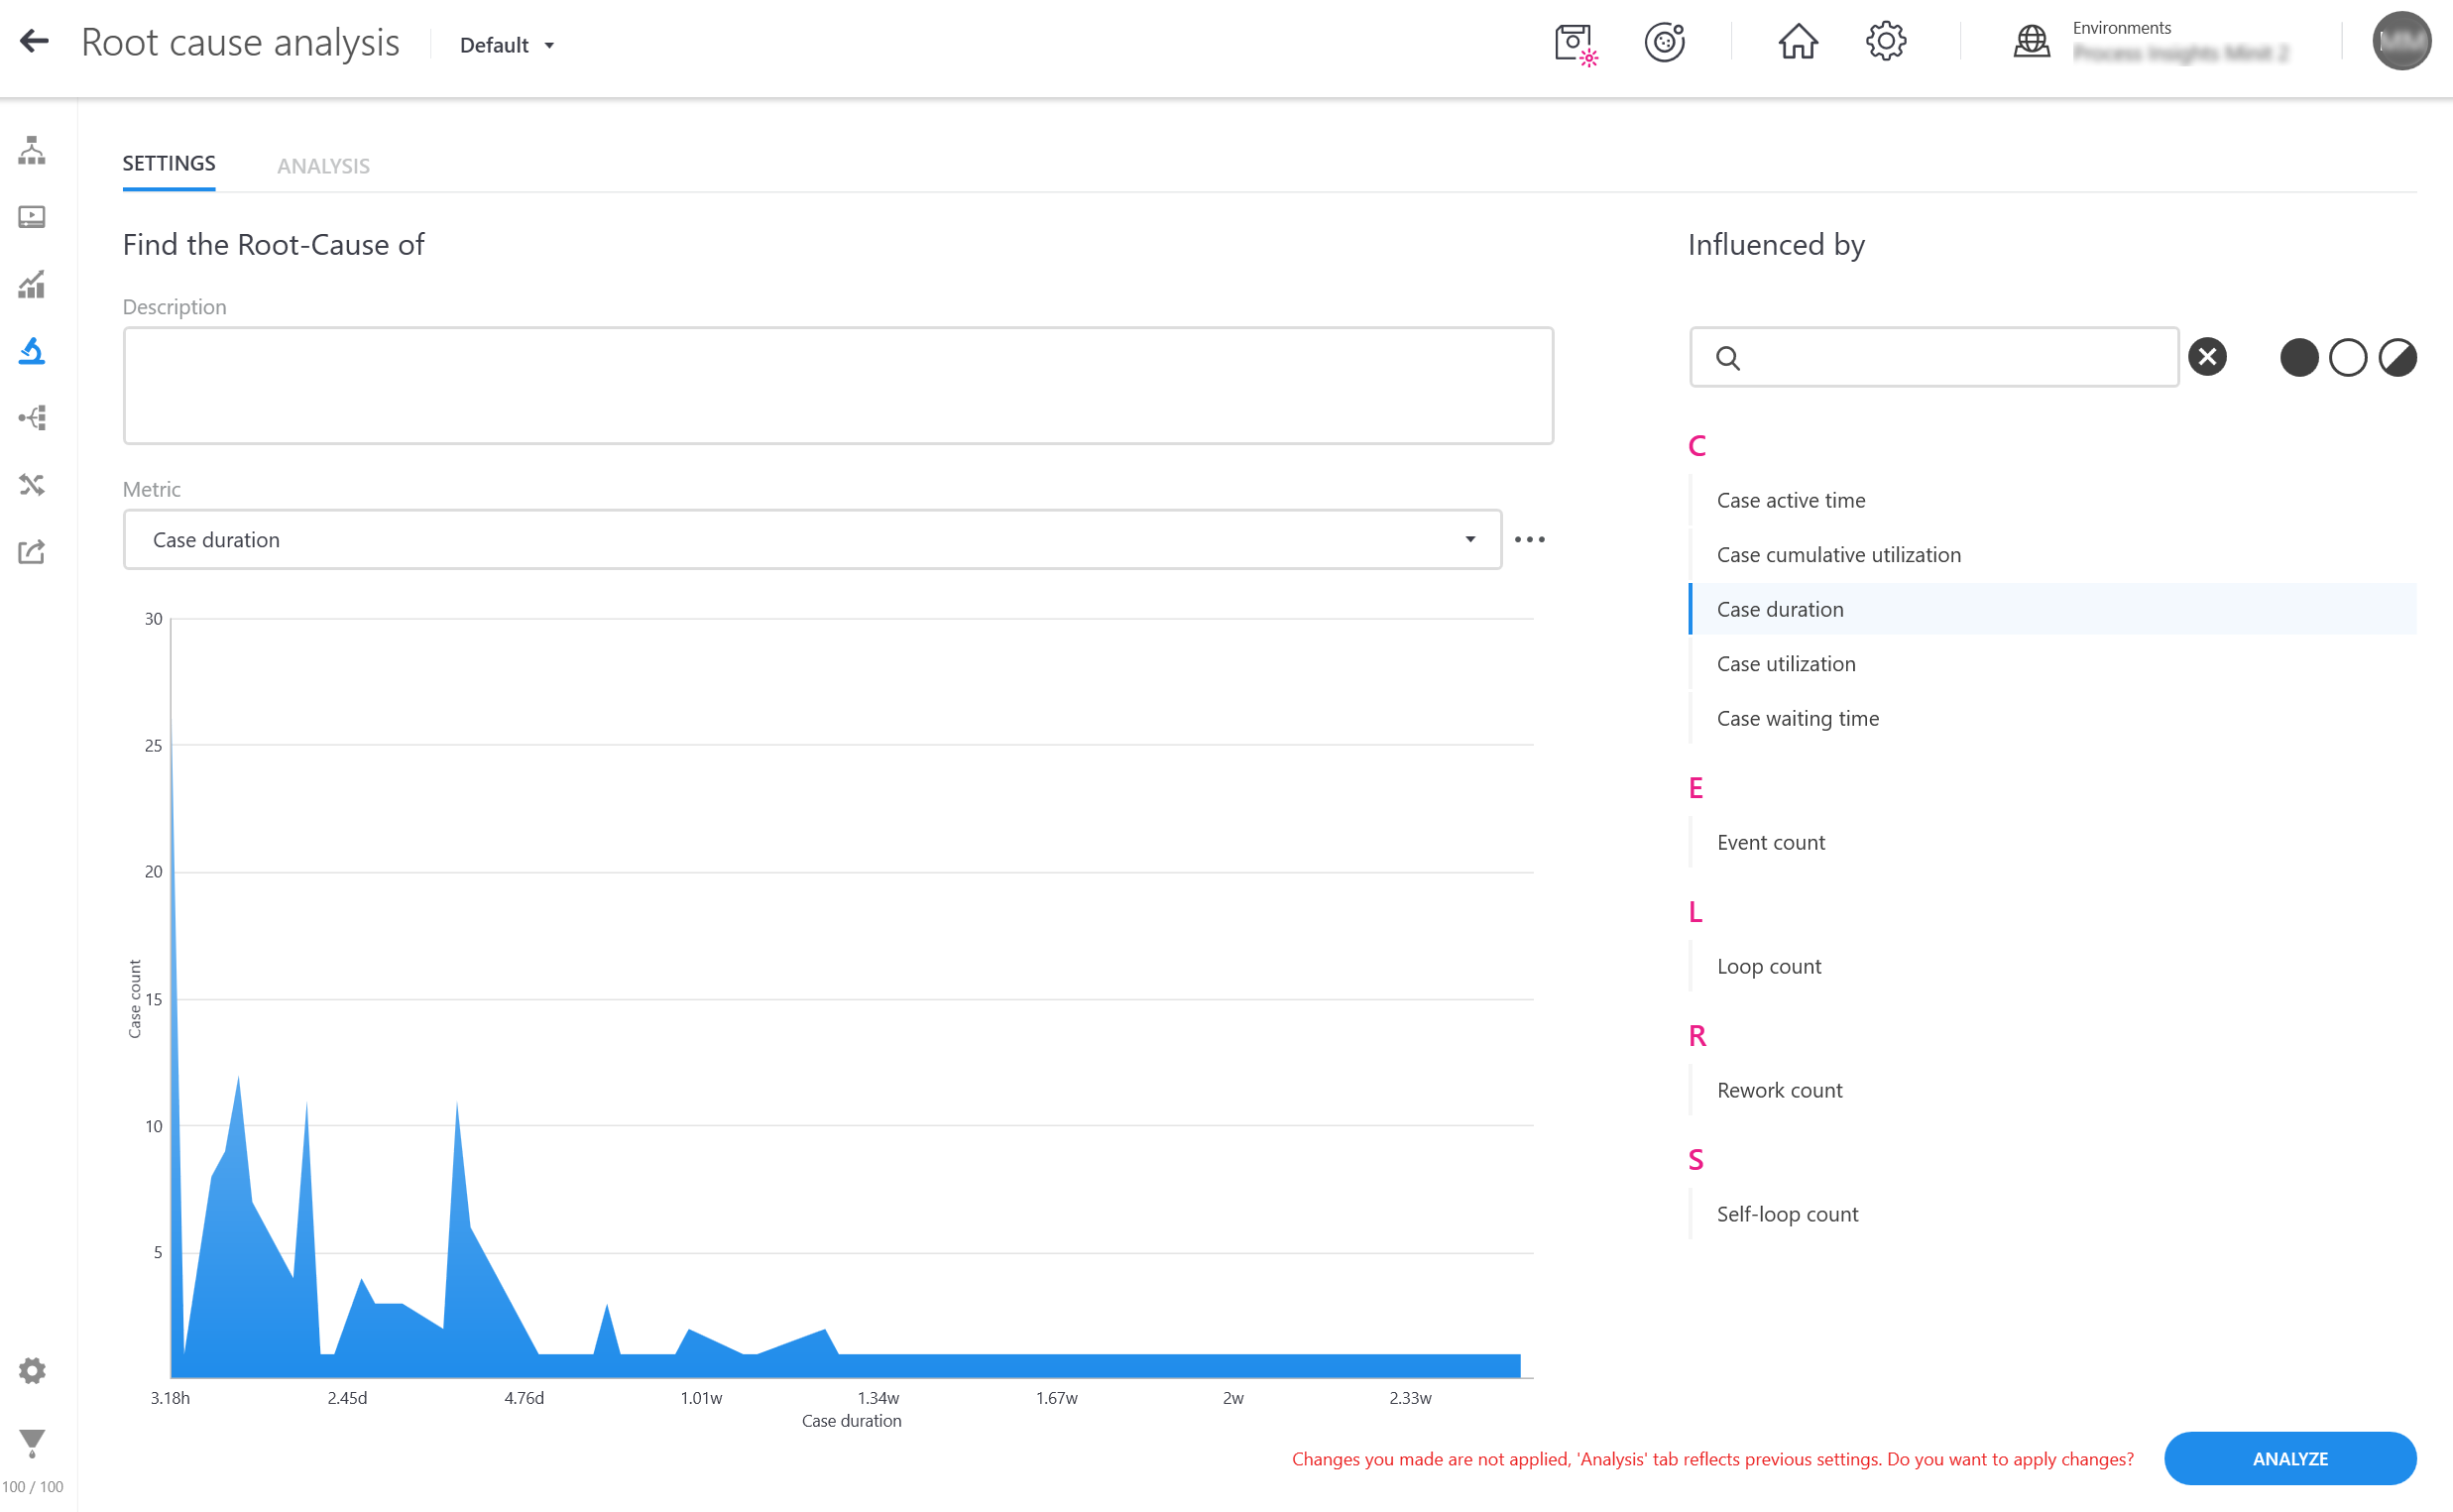 Root cause analysis
Default
Environments
SETTINGS
ANALYSIS
Find the Root-Cause of
Description
Metric
Case duration
30
25
20
15
10
5
Case count
3.18h 2.45d 4.76d 1.01w 1.34w 1.67w 2w 2.33w
Case duration
Influenced by
C
Case active time
Case cumulative utilization
Case duration
Case utilization
Case waiting time
E
Event count
L
Loop count
R
Rework count
S
Self-loop count
100 / 100
Changes you made are not applied, 'Analysis' tab reflects previous settings. Do you want to apply changes?
ANALYZE